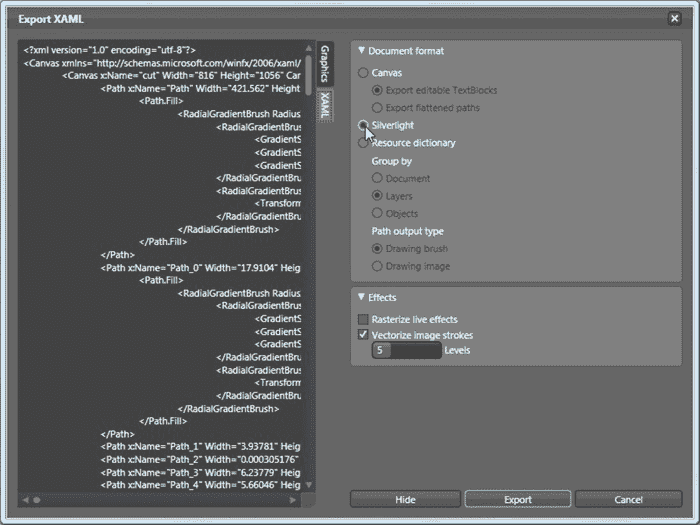 Export XAML
<?xml version="1.0" encoding="utf-8"?>
<Canvas xmlns="http://schemas.microsoft.com/winfx/2006/xaml/
<Canvas x:Name="cut" Width="816" Height="1056" Car
<Path x:Name="Path" Width="421.562" Height
<Path.Fill>
<RadialGradientBrush Radius
<RadialGradientBru
<GradientS
<GradientS
<GradientS
</RadialGradientBru
<RadialGradientBru
<Transform
</RadialGradientBru
</RadialGradientBrush>
</Path.Fill>
</Path>
<Path x:Name="Path_0" Width="17.9104" Heig
<Path.Fill>
<RadialGradientBrush Radius
<RadialGradientBru
<GradientS
<GradientS
<GradientS
</RadialGradientBru
<RadialGradientBru
<Transform
</RadialGradientBru
</RadialGradientBrush>
</Path.Fill>
</Path>
<Path x:Name="Path_1" Width="3.93781" Heig
<Path x:Name="Path_2" Width="0.000305176"
<Path x:Name="Path_3" Width="6.23779" Heig
<Path x:Name="Path_4" Width="5.66046" Heig
Graphics
XAML
Document format
Canvas
Export editable TextBlocks
Export flattened paths
Silverlight
Resource dictionary
Group by
Document
Layers
Objects
Path output type
Drawing brush
Drawing image
Effects
Rasterize live effects
Vectorize image strokes
5 Levels
Hide Export Cancel